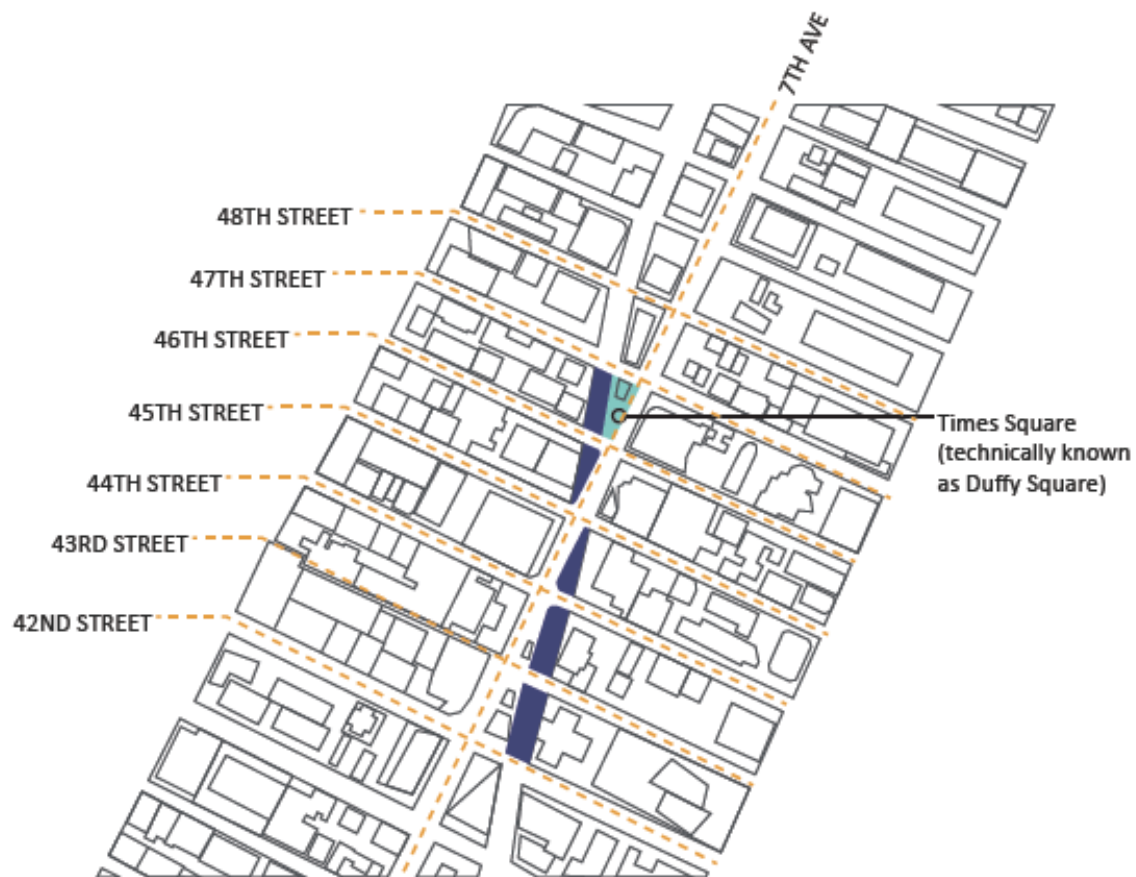 7TH AVE
48TH STREET
47TH STREET
46TH STREET
45TH STREET
44TH STREET
43RD STREET
42ND STREET
Times Square
(technically known
as Duffy Square)